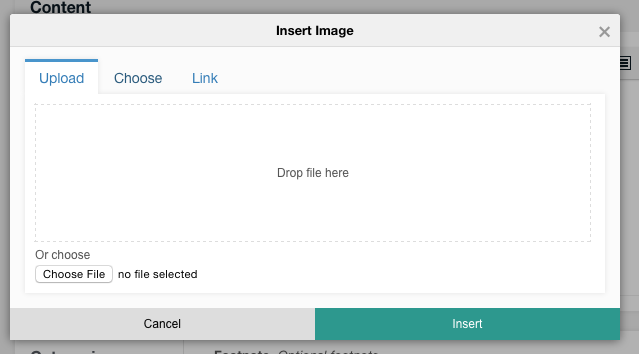 Content
Insert Image
Upload Choose Link
Drop file here
Or choose
Choose File no file selected
Cancel Insert
Footnote Optional footnote